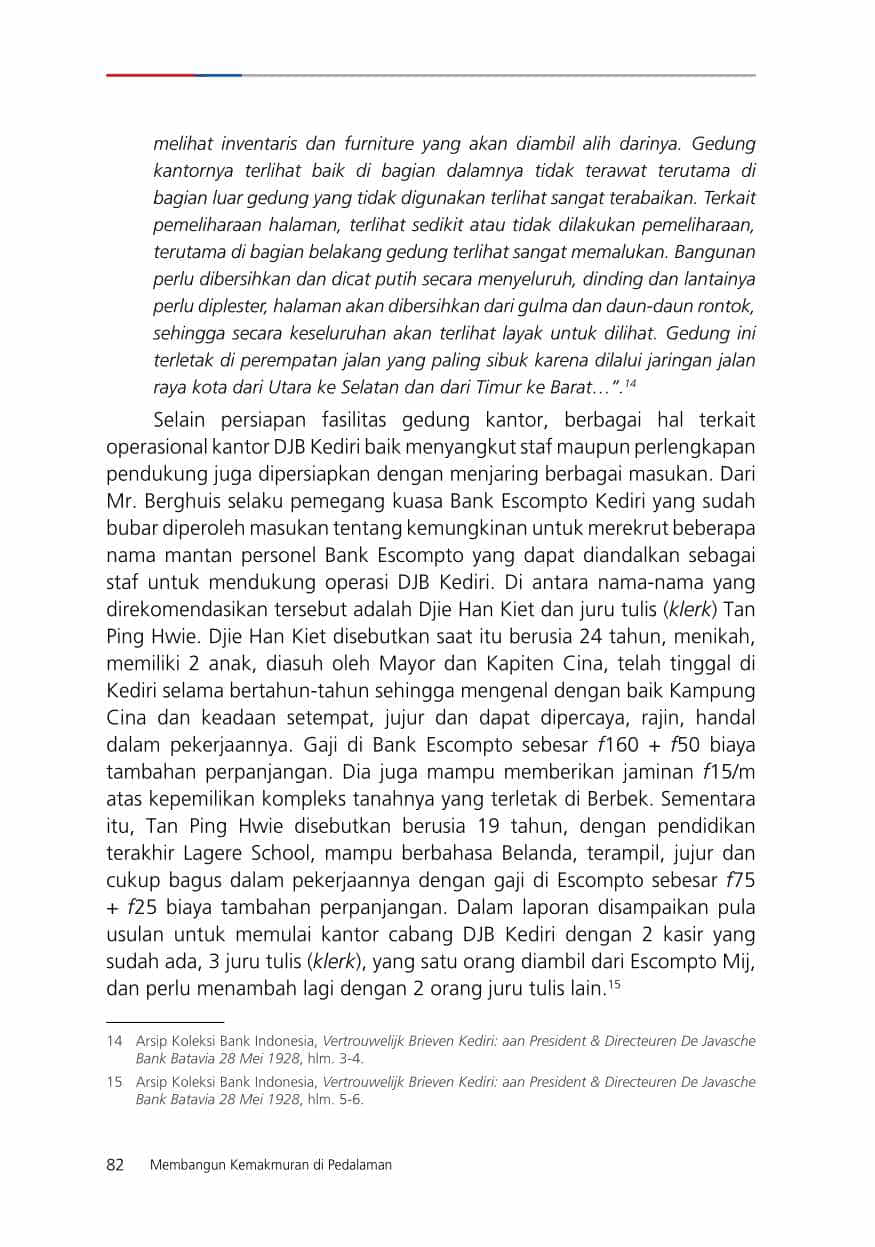 melihat inventaris dan furniture yang akan diambil alih darinya. Gedung
kantornya terlihat baik di bagian dalamnya tidak terawat terutama di
bagian luar gedung yang tidak digunakan terlihat sangat terabaikan. Terkait
pemeliharaan halaman, terlihat sedikit atau tidak dilakukan pemeliharaan,
terutama di bagian belakang gedung terlihat sangat memalukan. Bangunan
perlu dibersihkan dan dicat putih secara menyeluruh, dinding dan lantainya
perlu diplester, halaman akan dibersihkan dari gulma dan daun-daun rontok,
sehingga secara keseluruhan akan terlihat layak untuk dilihat. Gedung ini
terletak di perempatan jalan yang paling sibuk karena dilalui jaringan jalan
raya kota dari Utara ke Selatan dan dari Timur ke Barat…”.14
Selain persiapan fasilitas gedung kantor, berbagai hal terkait
operasional kantor DJB Kediri baik menyangkut staf maupun perlengkapan
pendukung juga dipersiapkan dengan menjaring berbagai masukan. Dari
Mr. Berghuis selaku pemegang kuasa Bank Escompto Kediri yang sudah
bubar diperoleh masukan tentang kemungkinan untuk merekrut beberapa
nama mantan personel Bank Escompto yang dapat diandalkan sebagai
staf untuk mendukung operasi DJB Kediri. Di antara nama-nama yang
direkomendasikan tersebut adalah Djie Han Kiet dan juru tulis (klerk) Tan
Ping Hwie. Djie Han Kiet disebutkan saat itu berusia 24 tahun, menikah,
memiliki 2 anak, diasuh oleh Mayor dan Kapiten Cina, telah tinggal di
Kediri selama bertahun-tahun sehingga mengenal dengan baik Kampung
Cina dan keadaan setempat, jujur dan dapat dipercaya, rajin, handal
dalam pekerjaannya. Gaji di Bank Escompto sebesar f160 + f50 biaya
tambahan perpanjangan. Dia juga mampu memberikan jaminan f15/m
atas kepemilikan kompleks tanahnya yang terletak di Berbek. Sementara
itu, Tan Ping Hwie disebutkan berusia 19 tahun, dengan pendidikan
terakhir Lagere School, mampu berbahasa Belanda, terampil, jujur dan
cukup bagus dalam pekerjaannya dengan gaji di Escompto sebesar f75
+ f25 biaya tambahan perpanjangan. Dalam laporan disampaikan pula
usulan untuk memulai kantor cabang DJB Kediri dengan 2 kasir yang
sudah ada, 3 juru tulis (klerk), yang satu orang diambil dari Escompto Mij,
dan perlu menambah lagi dengan 2 orang juru tulis lain.15
14 Arsip Koleksi Bank Indonesia, Vertrouwelijk Brieven Kediri: aan President & Directeuren De Javasche
Bank Batavia 28 Mei 1928, hlm. 3-4.
15 Arsip Koleksi Bank Indonesia, Vertrouwelijk Brieven Kediri: aan President & Directeuren De Javasche
Bank Batavia 28 Mei 1928, hlm. 5-6.
82 Membangun Kemakmuran di Pedalaman